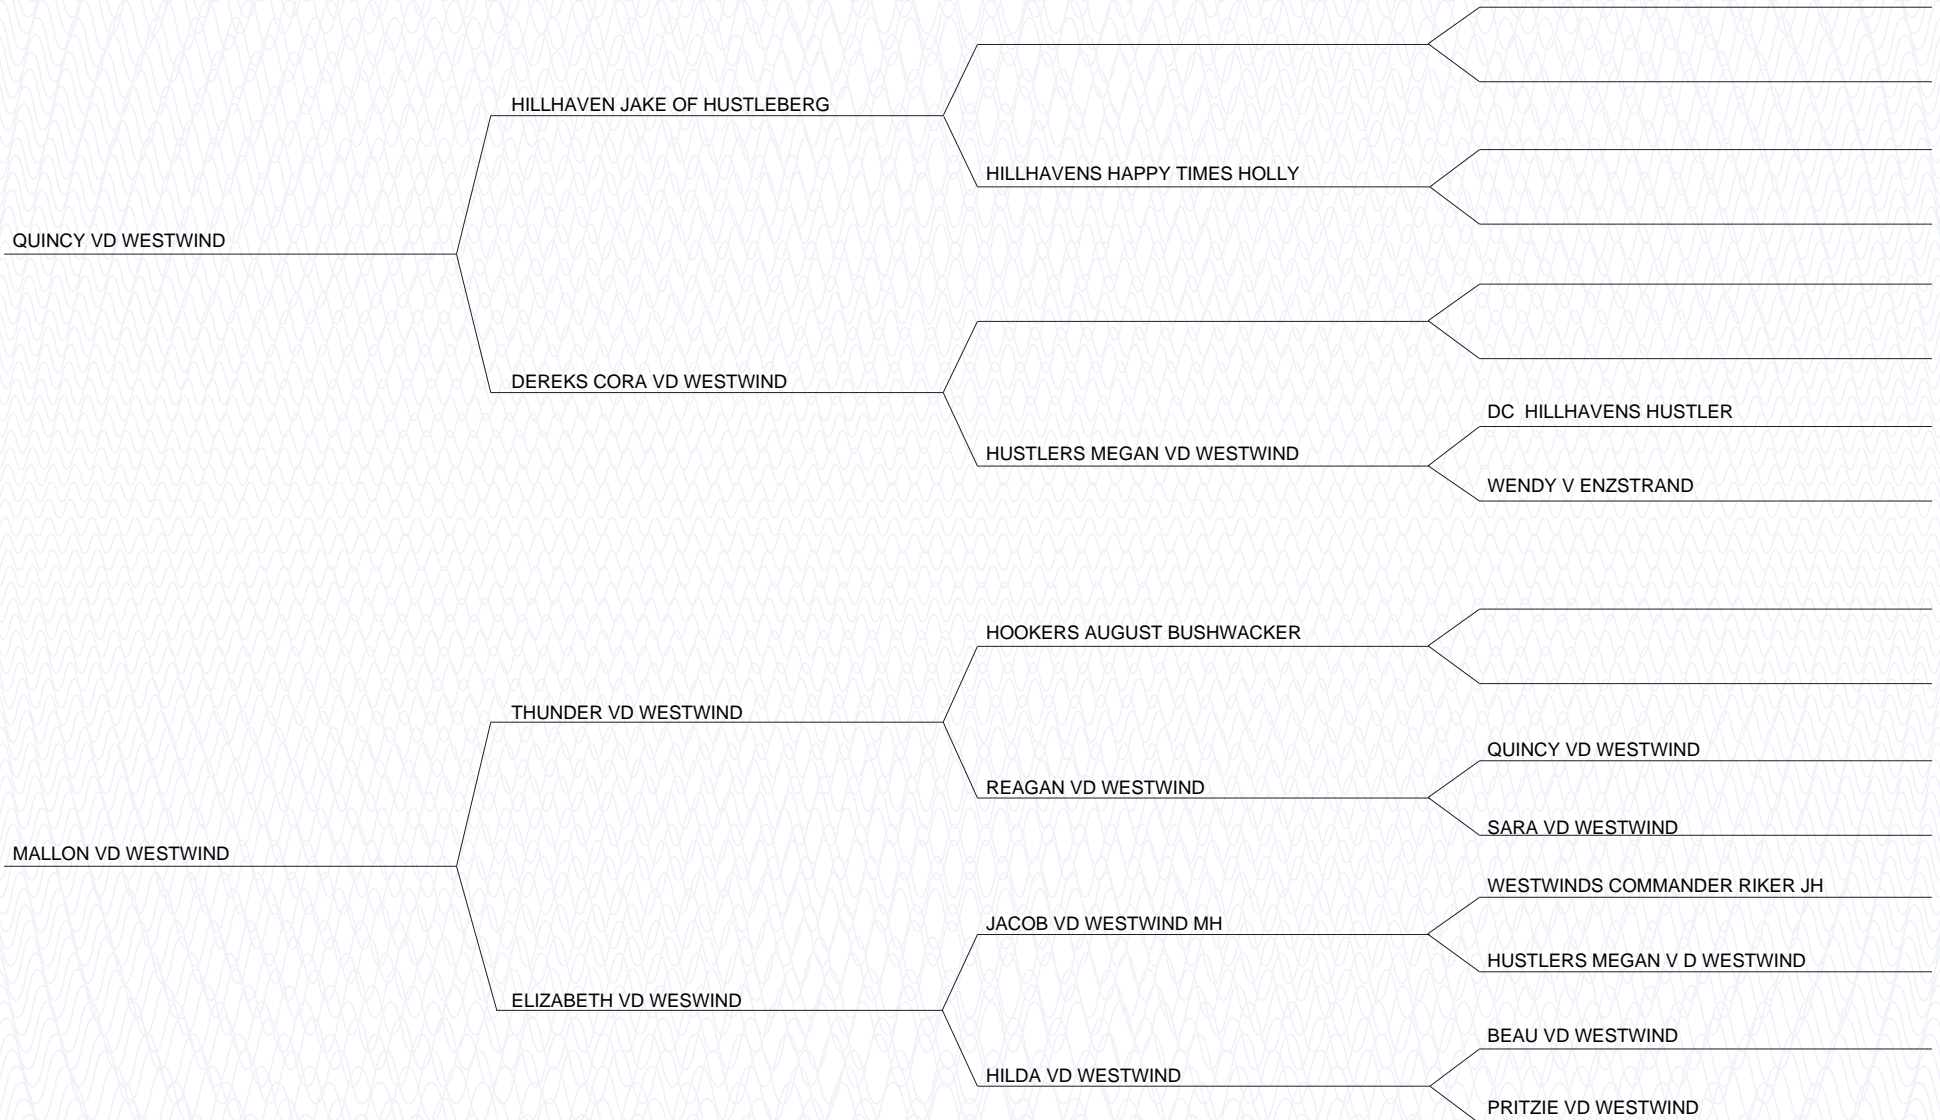 HILLHAVEN JAKE OF HUSTLEBERG
HILLHAVENS HAPPY TIMES HOLLY
QUINCY VD WESTWIND
DEREKS CORA VD WESTWIND
DC  HILLHAVENS HUSTLER
HUSTLERS MEGAN VD WESTWIND
WENDY V ENZSTRAND
HOOKERS AUGUST BUSHWACKER
THUNDER VD WESTWIND
QUINCY VD WESTWIND
REAGAN VD WESTWIND
SARA VD WESTWIND
MALLON VD WESTWIND
WESTWINDS COMMANDER RIKER JH
JACOB VD WESTWIND MH
HUSTLERS MEGAN V D WESTWIND
ELIZABETH VD WESWIND
BEAU VD WESTWIND
HILDA VD WESTWIND
PRITZIE VD WESTWIND